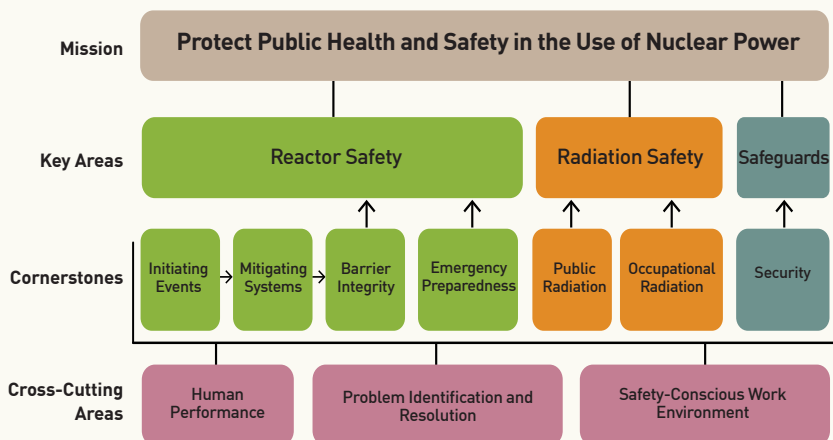 Mission
Protect Public Health and Safety in the Use of Nuclear Power
Key Areas
Reactor Safety
Radiation Safety
Safeguards
Cornerstones
Initiating
Events
Mitigating
Systems
Barrier
Integrity
Emergency
Preparedness
Public
Radiation
Occupational
Radiation
Security
Cross-Cutting
Areas
Human
Performance
Problem Identification and
Resolution
Safety-Conscious Work
Environment